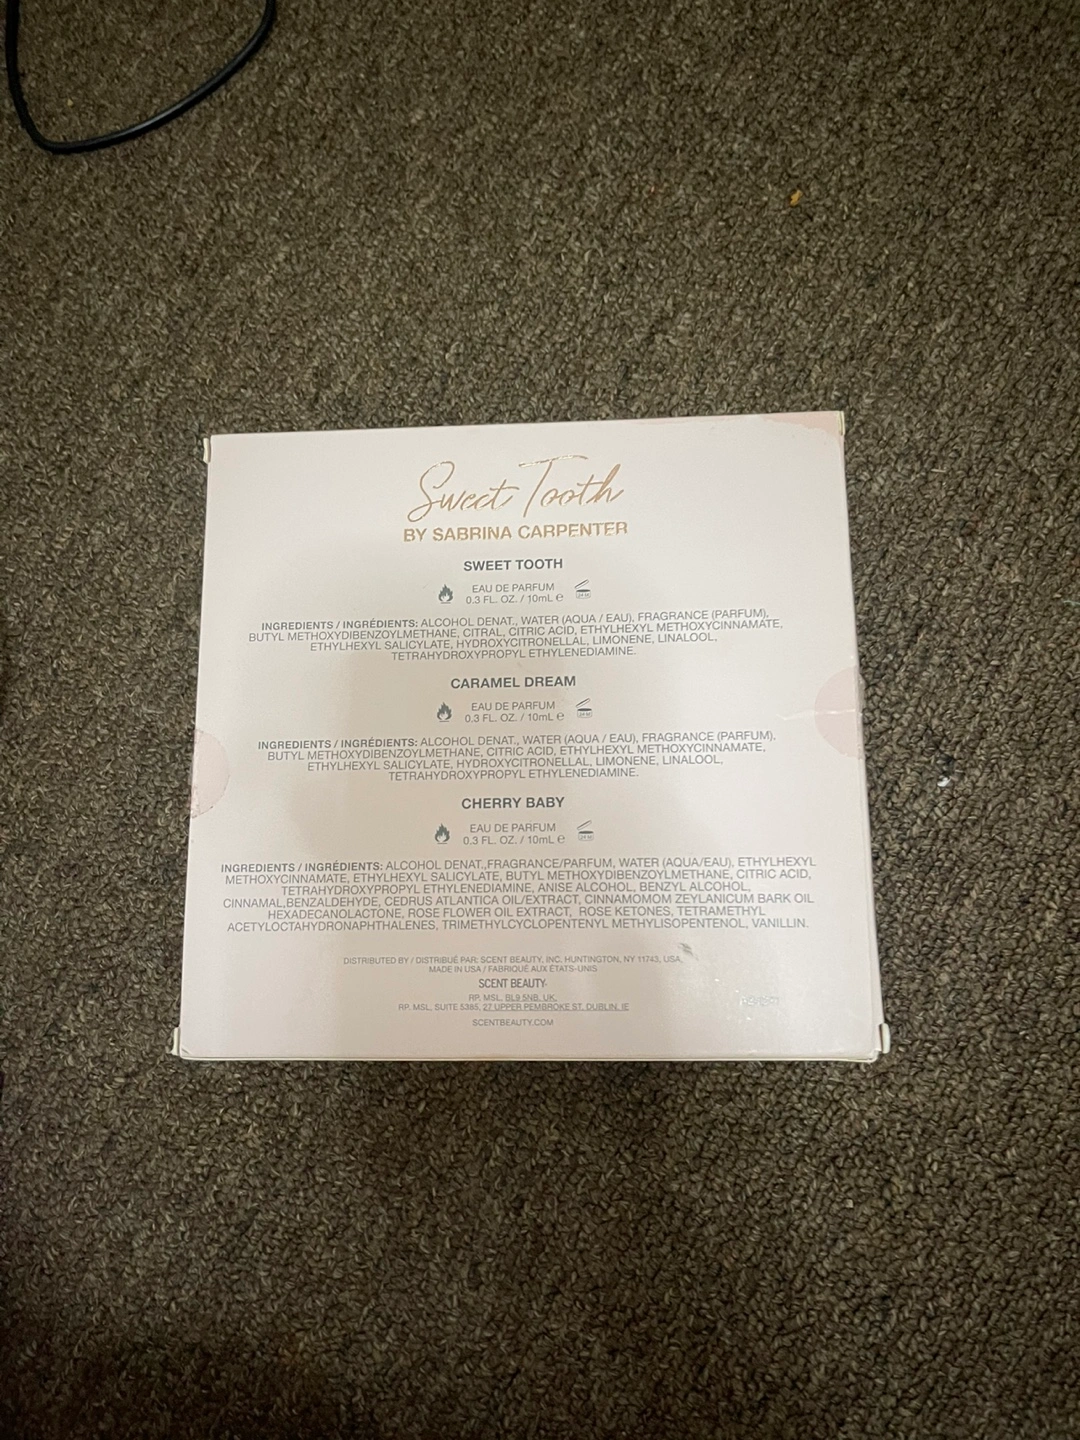 Sweet Tooth
BY SABRINA CARPENTER
SWEET TOOTH
EAU DE PARFUM
0.3 FL. OZ. / 10mL e
24 M
INGREDIENTS / INGRÉDIENTS: ALCOHOL DENAT., WATER (AQUA / EAU), FRAGRANCE (PARFUM),
BUTYL METHOXYDIBENZOYLMETHANE, CITRAL, CITRIC ACID, ETHYLHEXYL METHOXYCINNAMATE,
ETHYLHEXYL SALICYLATE, HYDROXYCITRONELLAL, LIMONENE, LINALOOL,
TETRAHYDROXYPROPYL ETHYLENEDIAMINE.
CARAMEL DREAM
EAU DE PARFUM
0.3 FL. OZ. / 10mL e
24 M
INGREDIENTS / INGRÉDIENTS: ALCOHOL DENAT., WATER (AQUA / EAU), FRAGRANCE (PARFUM).
BUTYL METHOXYDIBENZOYLMETHANE, CITRIC ACID, ETHYLHEXYL METHOXYCINNAMATE,
ETHYLHEXYL SALICYLATE, HYDROXYCITRONELLAL, LIMONENE, LINALOOL,
TETRAHYDROXYPROPYL ETHYLENEDIAMINE.
CHERRY BABY
EAU DE PARFUM
0.3 FL. OZ. / 10mL e
24 M
INGREDIENTS / INGRÉDIENTS: ALCOHOL DENAT.,FRAGRANCE/PARFUM, WATER (AQUA/EAU), ETHYLHEXYL
METHOXYCINNAMATE, ETHYLHEXYL SALICYLATE, BUTYL METHOXYDIBENZOYLMETHANE, CITRIC ACID,
TETRAHYDROXYPROPYL ETHYLENEDIAMINE, ANISE ALCOHOL, BENZYL ALCOHOL,
CINNAMAL,BENZALDEHYDE, CEDRUS ATLANTICA OIL/EXTRACT, CINNAMOMOM ZEYLANICUM BARK OIL
HEXADECANOLACTONE, ROSE FLOWER OIL EXTRACT, ROSE KETONES, TETRAMETHYL
ACETYLOCTAHYDRONAPHTHALENES, TRIMETHYLCYCLOPENTENYL METHYLISOPENTENOL, VANILLIN.
DISTRIBUTED BY / DISTRIBUÉ PAR: SCENT BEAUTY, INC. HUNTINGTON, NY 11743, USA,
MADE IN USA / FABRIQUÉ AUX ÉTATS-UNIS
SCENT BEAUTY
RP. MSL, BL9 5NB, UK,
RP. MSL, SUITE 5385, 27 UPPER PEMBROKE ST. DUBLIN, IE
SCENTBEAUTY.COM